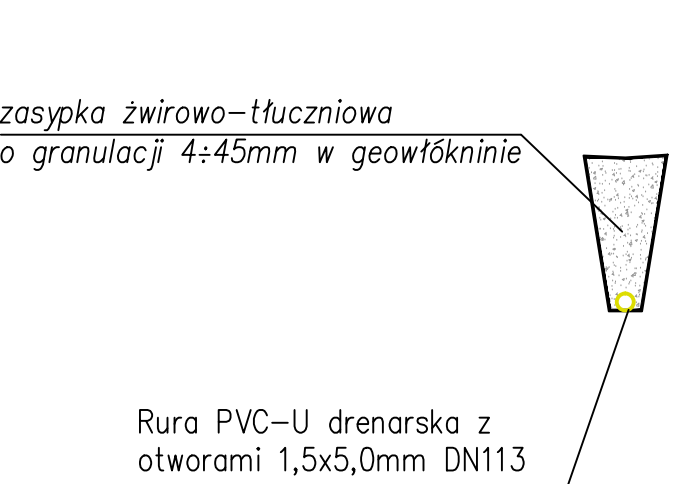 zasypka żwirowo-tłuczniowa
o granulacji 4÷45mm w geowłókninie
Rura PVC-U drenarska z
otworami 1,5x5,0mm DN113